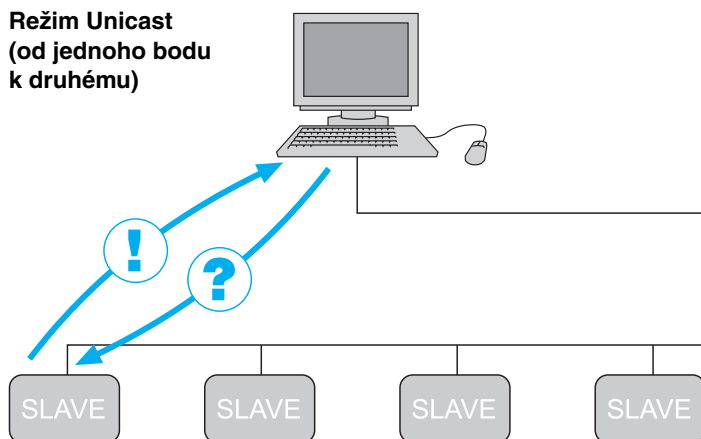 Režim Unicast
(od jednoho bodu
k druhému)
!
?
SLAVE
SLAVE
SLAVE
SLAVE